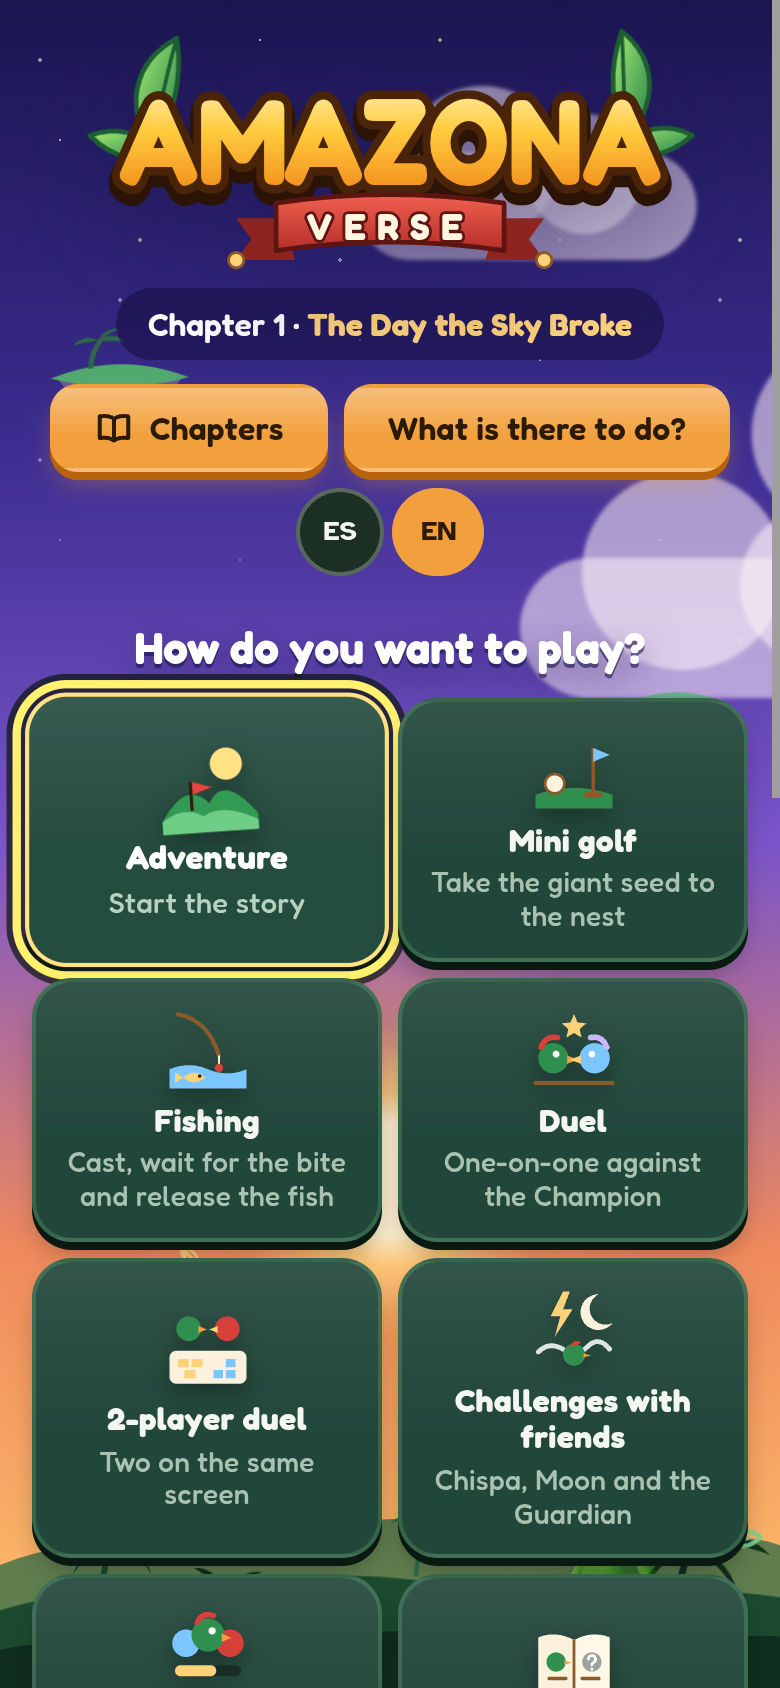 AMAZONA
VERSE
Chapter 1 · The Day the Sky Broke
Chapters
What is there to do?
ES
EN
How do you want to play?
Adventure
Start the story
Mini golf
Take the giant seed to
the nest
Fishing
Cast, wait for the bite
and release the fish
Duel
One-on-one against
the Champion
2-player duel
Two on the same
screen
Challenges with
friends
Chispa, Moon and the
Guardian
?